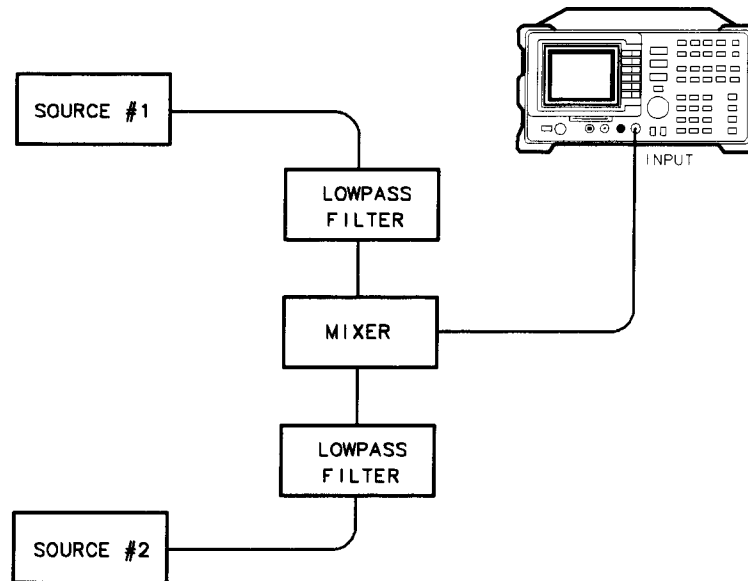 SOURCE #1
INPUT
LOWPASS
FILTER
MIXER
LOWPASS
FILTER
SOURCE #2